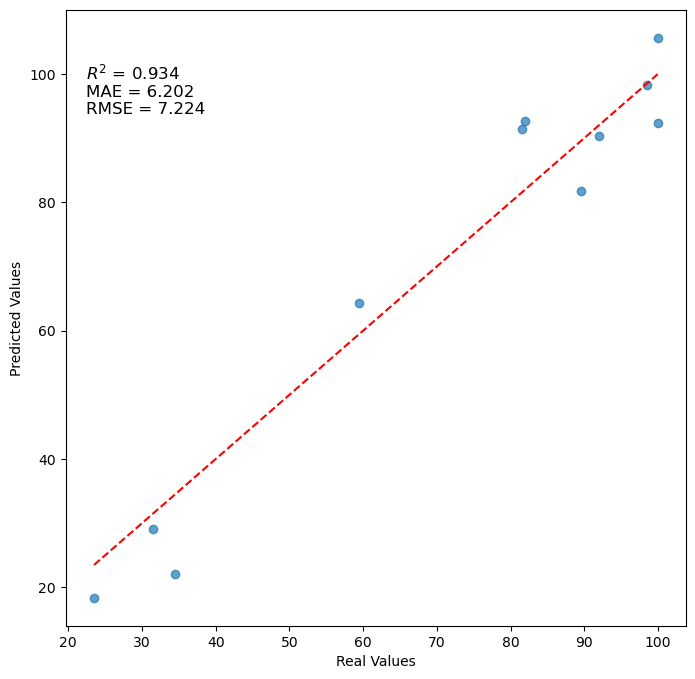 R² = 0.934
MAE = 6.202
RMSE = 7.224
100
80
60
40
20
Predicted Values
20 30 40 50 60 70 80 90 100
Real Values